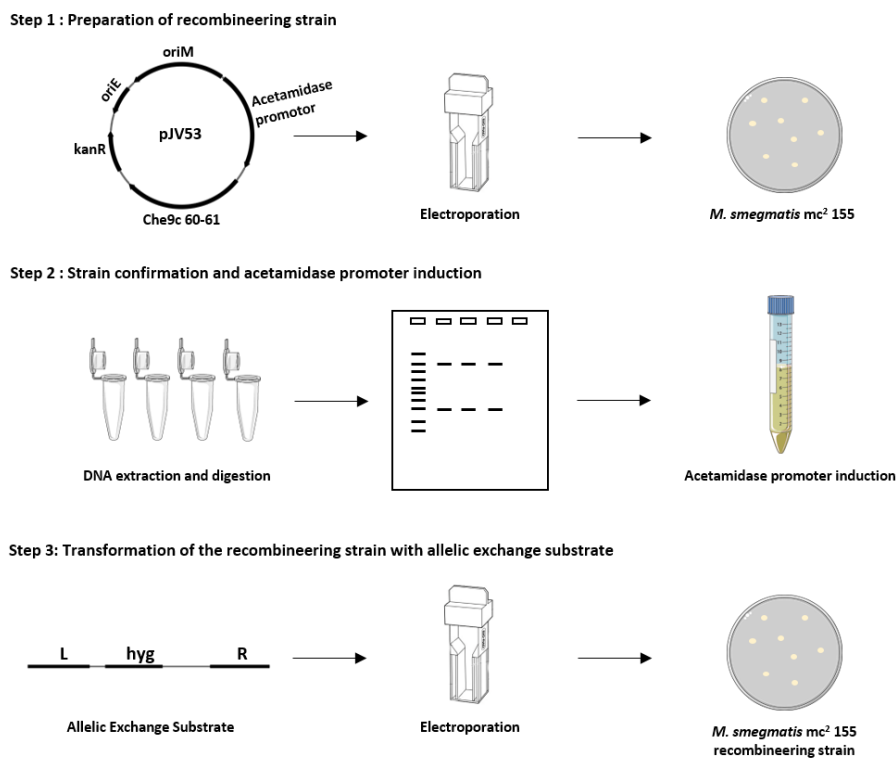 Step 1 : Preparation of recombineering strain
oriM
oriE
Acetamidase
promotor
pJV53
kanR
Che9c 60-61
Electroporation
M. smegmatis mc² 155
Step 2 : Strain confirmation and acetamidase promoter induction
DNA extraction and digestion
Acetamidase promoter induction
Step 3: Transformation of the recombineering strain with allelic exchange substrate
L hyg R
Allelic Exchange Substrate
Electroporation
M. smegmatis mc² 155
recombineering strain